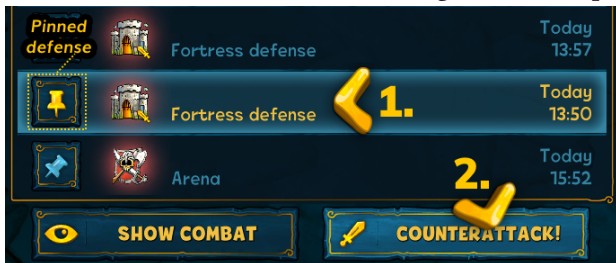 Pinned
defense
Fortress defense
Today
13:57
Fortress defense
1.
Today
13:50
Arena
2.
Today
15:52
SHOW COMBAT
COUNTERATTACK!